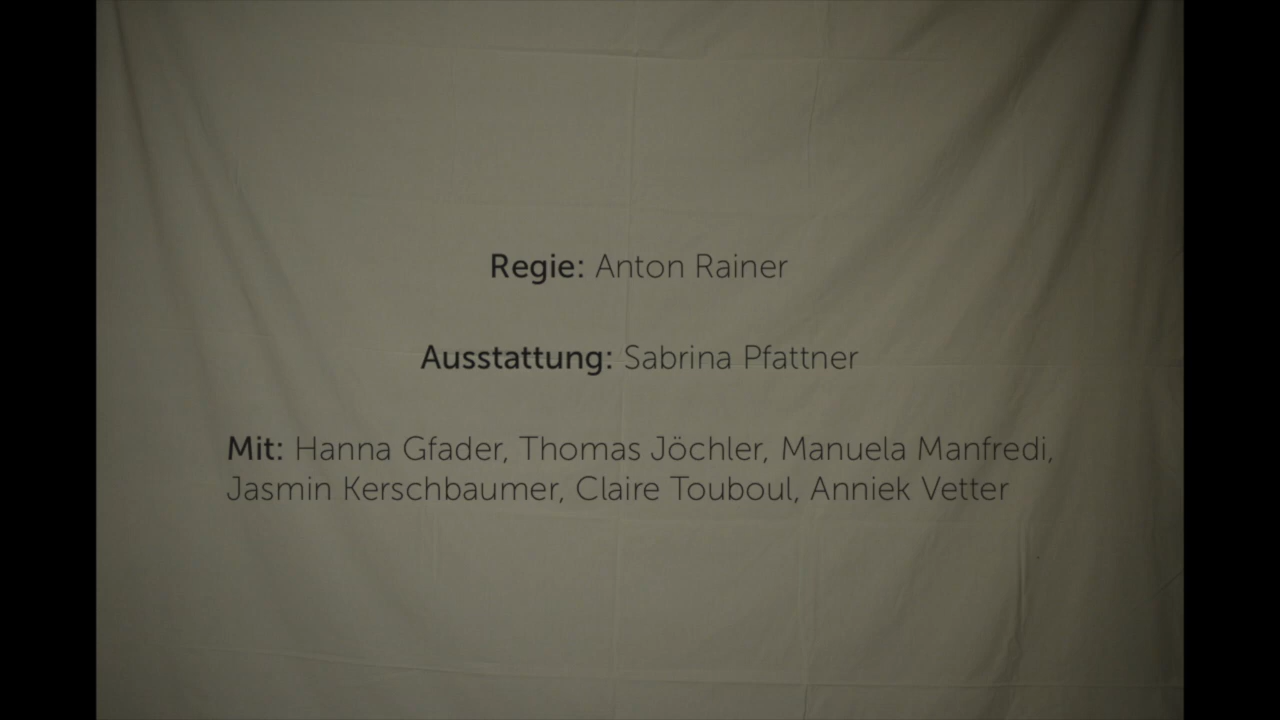 Regie: Anton Rainer
Ausstattung: Sabrina Pfattner
Mit: Hanna Gfader, Thomas Jöchler, Manuela Manfredi,
Jasmin Kerschbaumer, Claire Touboul, Anniek Vetter